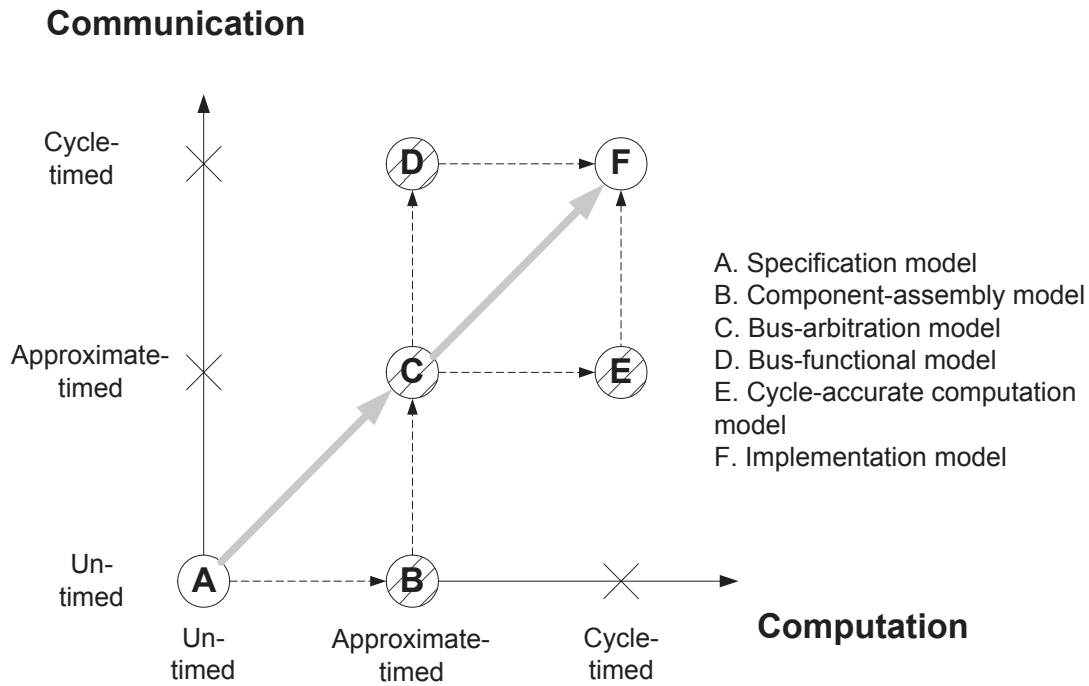 Communication
Cycle-
timed
D
F
A. Specification model
B. Component-assembly model
C. Bus-arbitration model
D. Bus-functional model
E. Cycle-accurate computation
model
F. Implementation model
Approximate-
timed
C
E
Un-
timed
A
B
Un-
timed
Approximate-
timed
Cycle-
timed
Computation